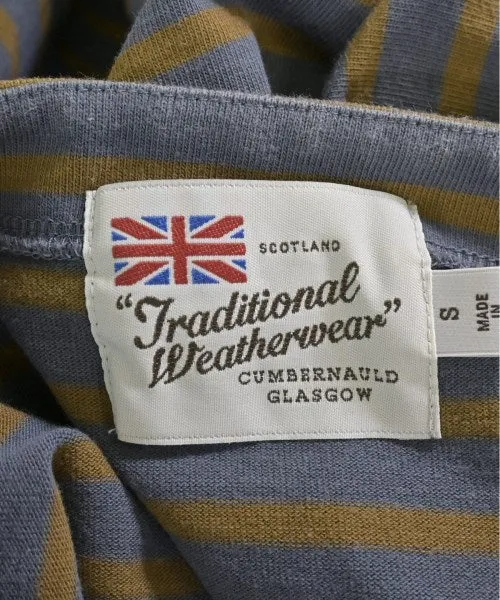 SCOTLAND
"Traditional
Weatherwear"
CUMBERNAULD
GLASGOW
S
MADE
IN